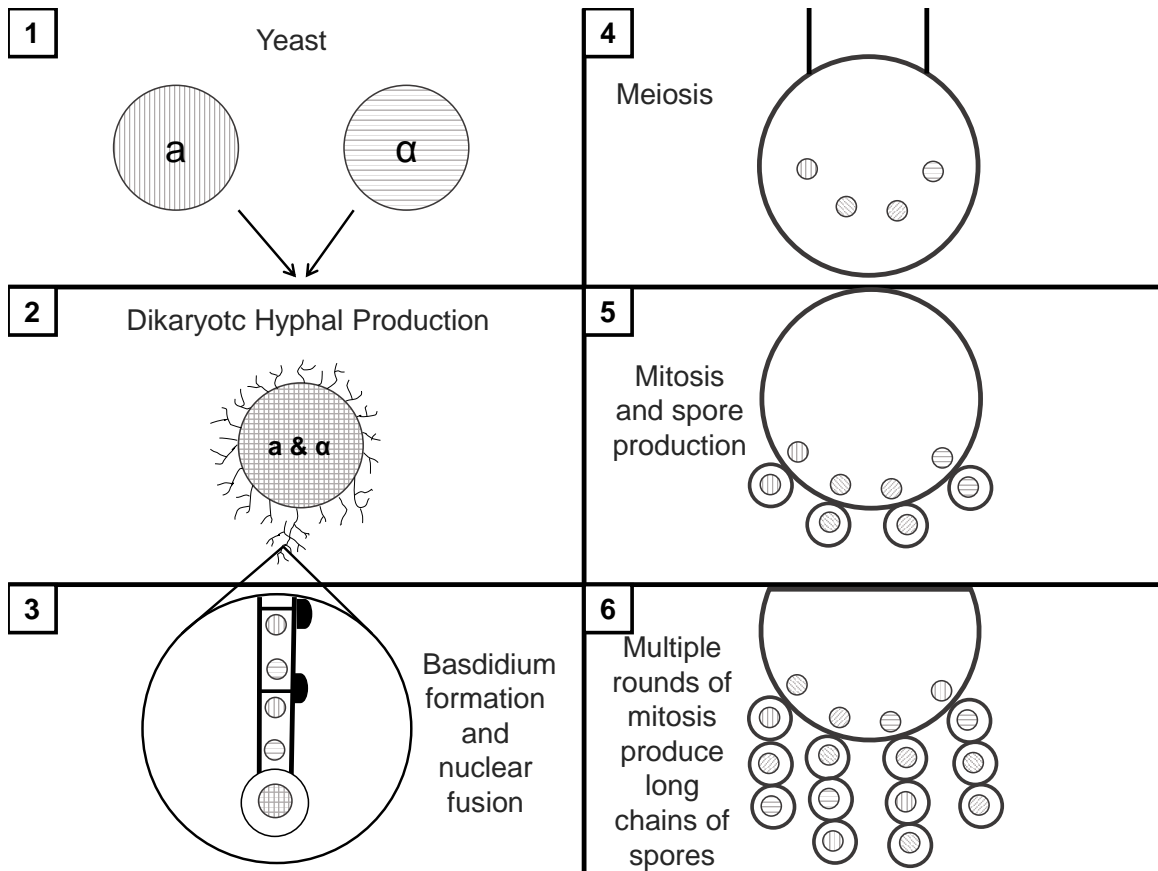 1
Yeast
a
α
2
Dikaryotc Hyphal Production
a & α
3
Basdidium
formation
and
nuclear
fusion
4
Meiosis
5
Mitosis
and spore
production
6
Multiple
rounds of
mitosis
produce
long
chains of
spores